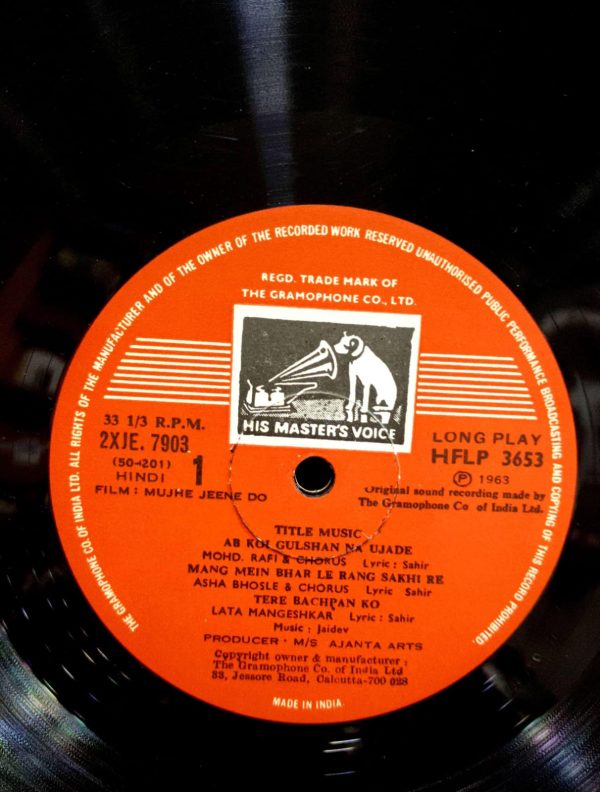 THE GRAMOPHONE CO. OF INDIA LTD. ALL RIGHTS OF THE MANUFACTURER AND OF THE OWNER OF THE RECORDED WORK RESERVED UNAUTHORISED PUBLIC PERFORMANCE BROADCASTING AND COPYING OF THIS RECORD PROHIBITED.
REGD. TRADE MARK OF
THE GRAMOPHONE CO., LTD.
HIS MASTER'S VOICE
33 1/3 R.P.M.
2XJE. 7903
(50-201)
HINDI 1
FILM : MUJHE JEENE DO
LONG PLAY
HFLP 3653
Ⓟ 1963
Original sound recording made by
The Gramophone Co of India Ltd.
TITLE MUSIC
AB KOI GULSHAN NA UJADE
MOHD. RAFI & CHORUS Lyric : Sahir
MANG MEIN BHAR LE RANG SAKHI RE
ASHA BHOSLE & CHORUS Lyric : Sahir
TERE BACHPAN KO
LATA MANGESHKAR Lyric : Sahir
Music : Jaidev
PRODUCER - M/S AJANTA ARTS
Copyright owner & manufacturer :
The Gramophone Co. of India Ltd
33, Jessore Road, Calcutta-700 028
MADE IN INDIA